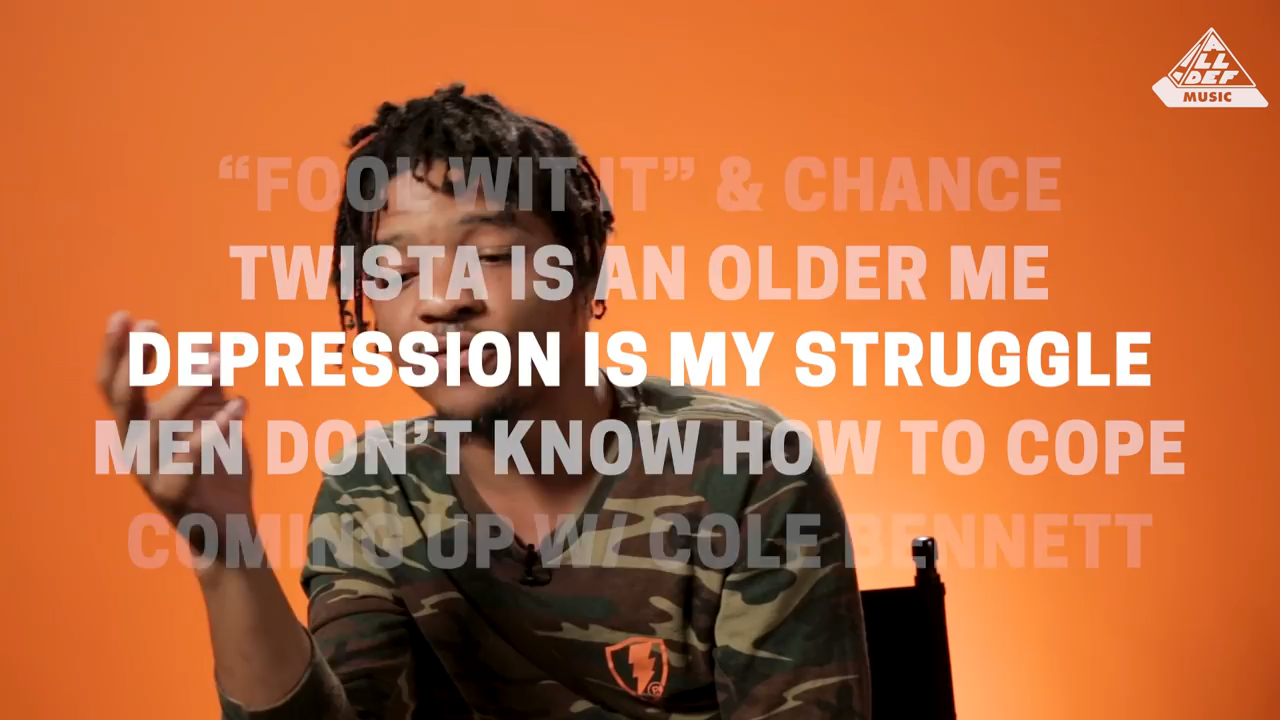 ALL
DEF
MUSIC
“FOOL WIT IT” & CHANCE
TWISTA IS AN OLDER ME
DEPRESSION IS MY STRUGGLE
MEN DON’T KNOW HOW TO COPE
COMING UP W/ COLE BENNETT